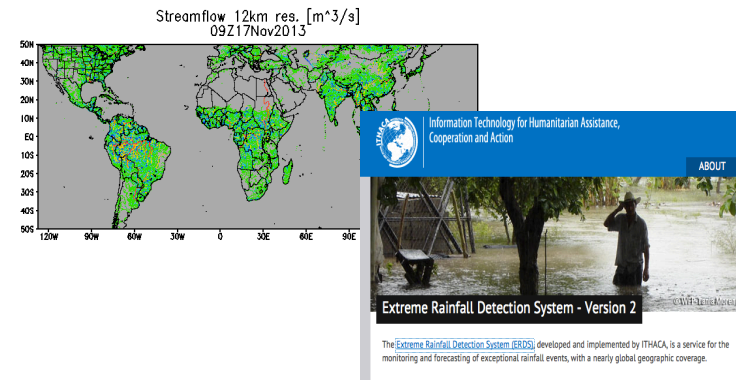 Streamflow 12km res. [m^3/s]
09Z17Nov2013
50N
40N
30N
20N
10N
EQ
10S
20S
30S
40S
50S
120W 90W 60W 30W 0 30E 60E 90E
ITHACA
Information Technology for Humanitarian Assistance,
Cooperation and Action
ABOUT
Extreme Rainfall Detection System - Version 2
The Extreme Rainfall Detection System (ERDS), developed and implemented by ITHACA, is a service for the
monitoring and forecasting of exceptional rainfall events, with a nearly global geographic coverage.